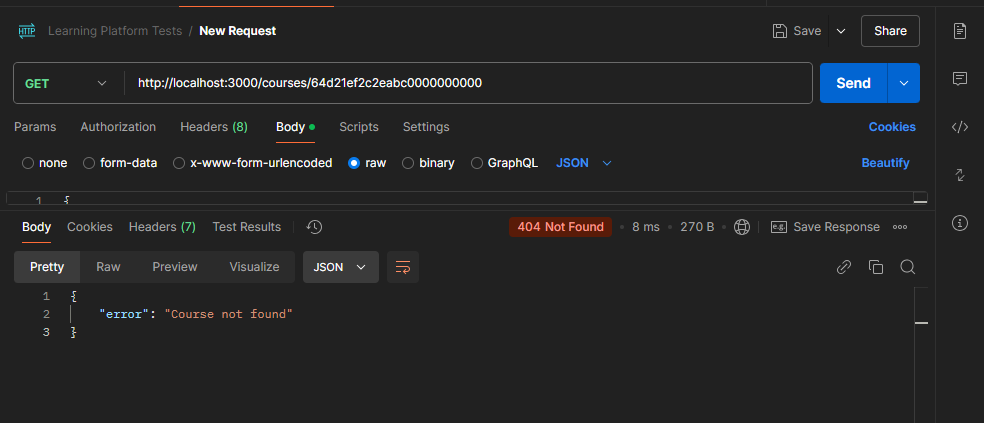 HTTP Learning Platform Tests / New Request Save Share
GET http://localhost:3000/courses/64d21ef2c2eabc0000000000 Send
Params Authorization Headers (8) Body Scripts Settings Cookies
none form-data x-www-form-urlencoded raw binary GraphQL JSON Beautify
1 {
Body Cookies Headers (7) Test Results 404 Not Found 8 ms 270 B e.g. Save Response
Pretty Raw Preview Visualize JSON
1 {
2 "error": "Course not found"
3 }